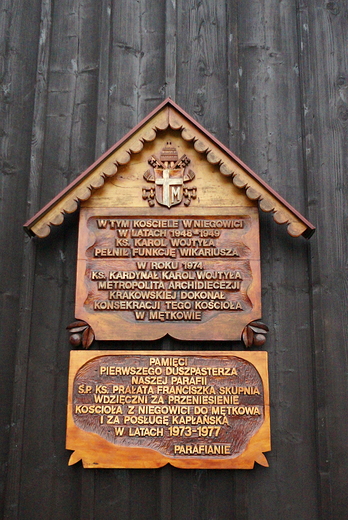 W TYM KOŚCIELE W NIEGOWICI
W LATACH 1948-1949
KS. KAROL WOJTYŁA
PEŁNIŁ FUNKCJĘ WIKARIUSZA
W ROKU 1974
KS. KARDYNAŁ KAROL WOJTYŁA
METROPOLITA ARCHIDIECEZJI
KRAKOWSKIEJ DOKONAŁ
KONSEKRACJI TEGO KOŚCIOŁA
W MĘTKOWIE
PAMIĘCI
PIERWSZEGO DUSZPASTERZA
NASZEJ PARAFII
Ś.P. KS. PRAŁATA FRANCISZKA SKUPNIA
WDZIĘCZNI ZA PRZENIESIENIE
KOŚCIOŁA Z NIEGOWICI DO MĘTKOWA
I ZA POSŁUGĘ KAPŁAŃSKĄ
W LATACH 1973-1977
PARAFIANIE